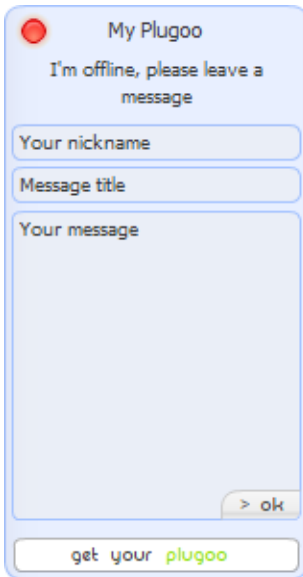 My Plugoo
I'm offline, please leave a
message
Your nickname
Message title
Your message
> ok
get your plugoo